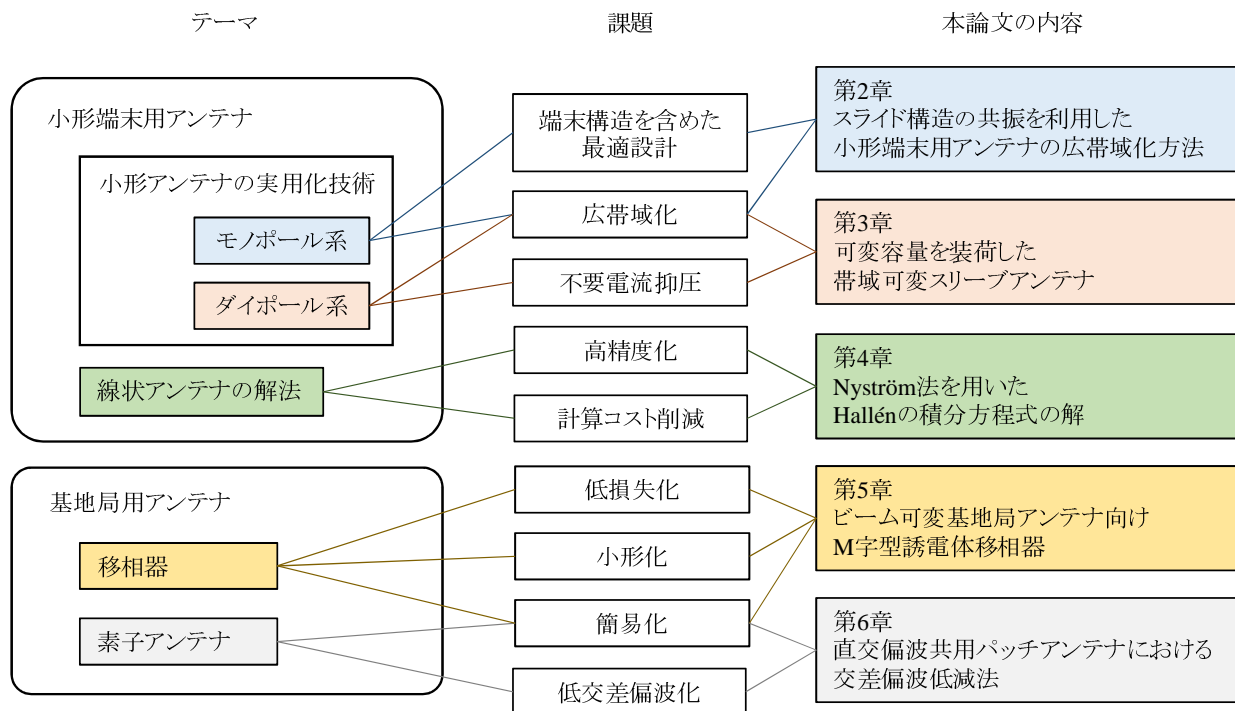 テーマ
課題
本論文の内容
小形端末用アンテナ
小形アンテナの実用化技術
モノポール系
ダイポール系
線状アンテナの解法
基地局用アンテナ
移相器
素子アンテナ
端末構造を含めた
最適設計
広帯域化
不要電流抑圧
高精度化
計算コスト削減
低損失化
小形化
簡易化
低交差偏波化
第2章
スライド構造の共振を利用した
小形端末用アンテナの広帯域化方法
第3章
可変容量を装荷した
帯域可変スリーブアンテナ
第4章
Nyström法を用いた
Hallénの積分方程式の解
第5章
ビーム可変基地局アンテナ向け
M字型誘電体移相器
第6章
直交偏波共用パッチアンテナにおける
交差偏波低減法